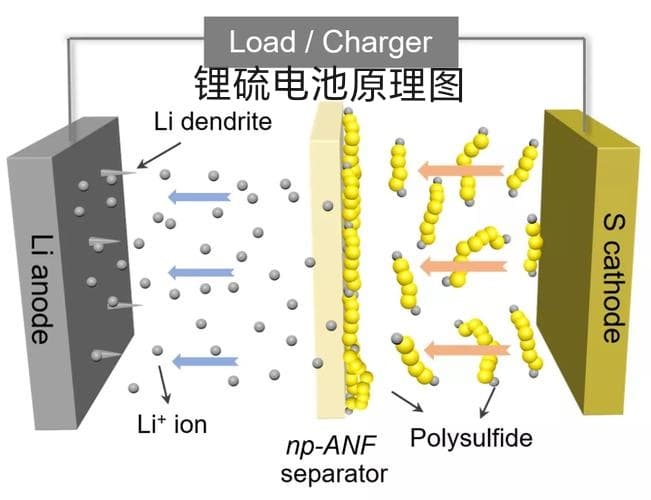 Load / Charger
锂硫电池原理图
Li dendrite
Li anode
S cathode
Li⁺ ion
np-ANF
separator
Polysulfide